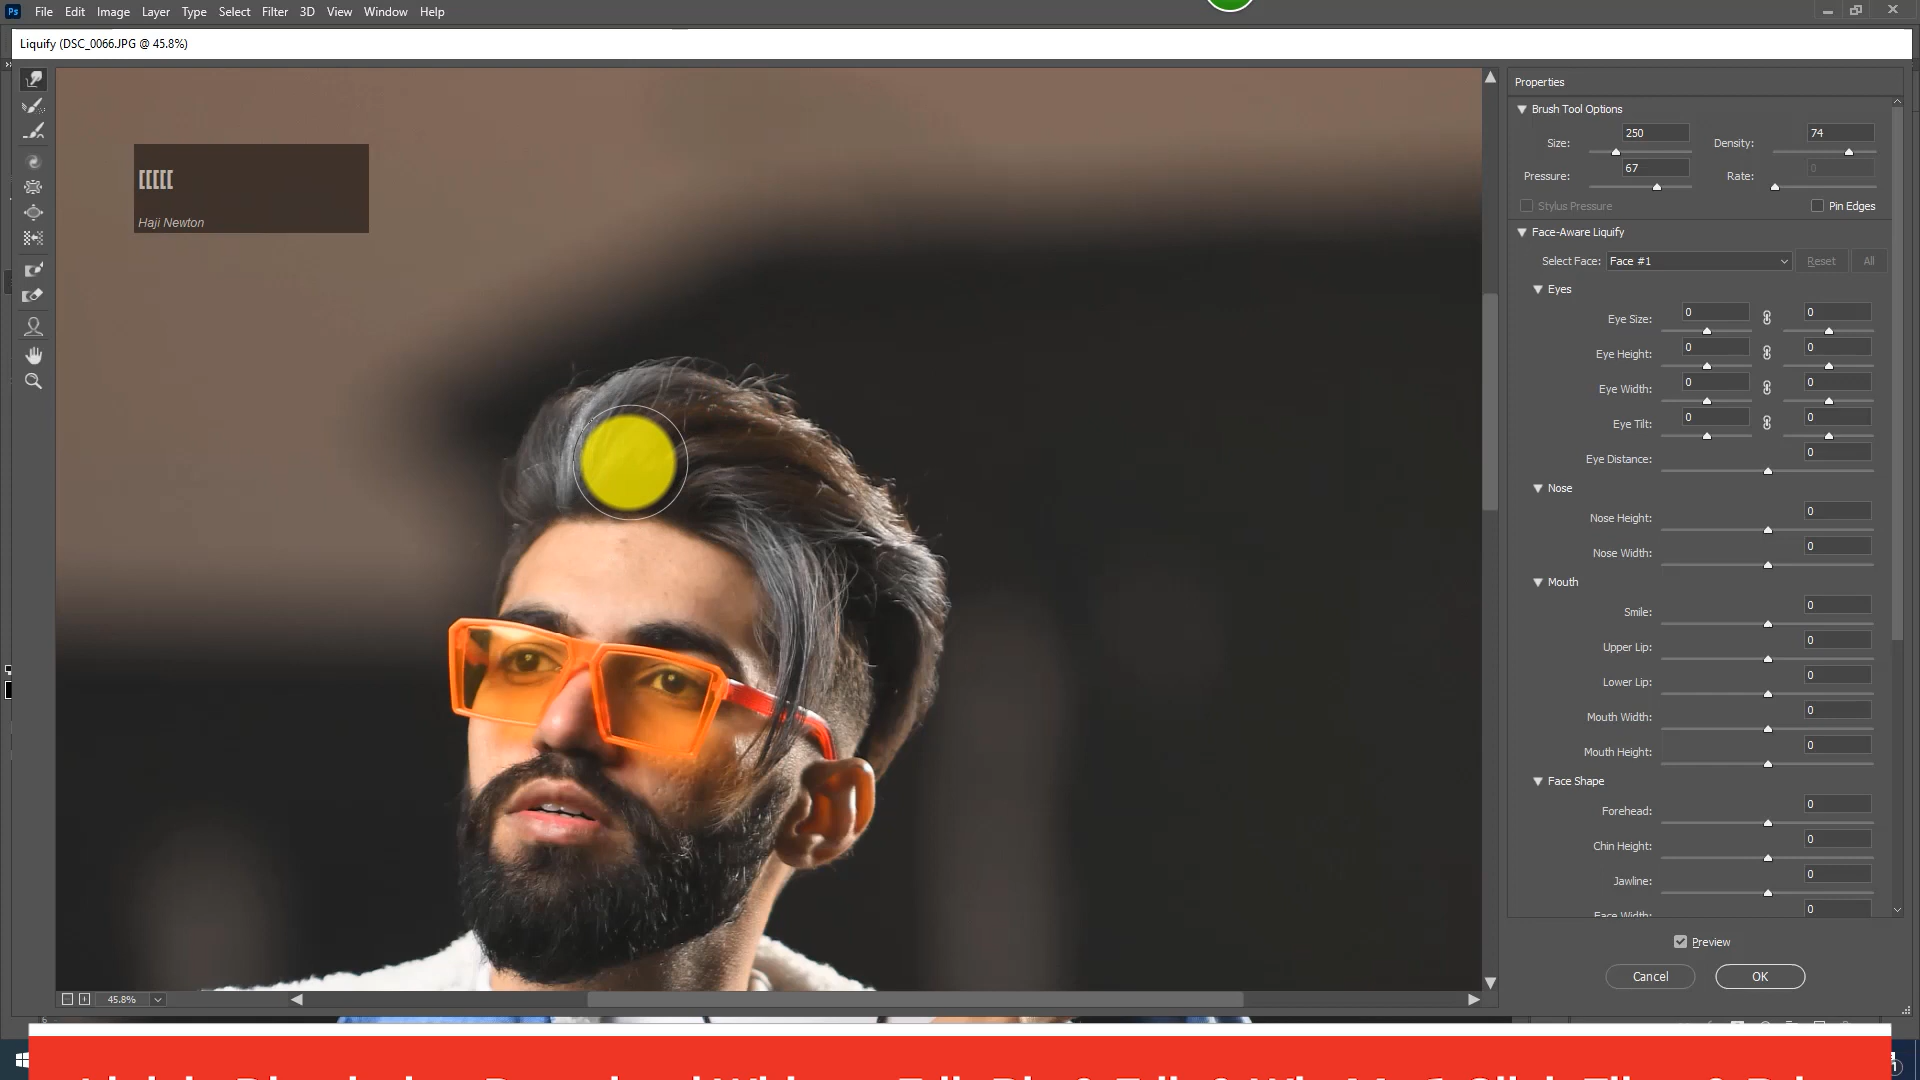 Ps File Edit Image Layer Type Select Filter 3D View Window Help
Liquify (DSC_0066.JPG @ 45.8%)
[[[[[
Haji Newton
Properties
Brush Tool Options
Size: 250 Density: 74
Pressure: 67 Rate: 0
Stylus Pressure Pin Edges
Face-Aware Liquify
Select Face: Face #1 Reset All
Eyes
Eye Size: 0 0
Eye Height: 0 0
Eye Width: 0 0
Eye Tilt: 0 0
Eye Distance: 0
Nose
Nose Height: 0
Nose Width: 0
Mouth
Smile: 0
Upper Lip: 0
Lower Lip: 0
Mouth Width: 0
Mouth Height: 0
Face Shape
Forehead: 0
Chin Height: 0
Jawline: 0
Face Width: 0
Preview
Cancel OK
45.8%